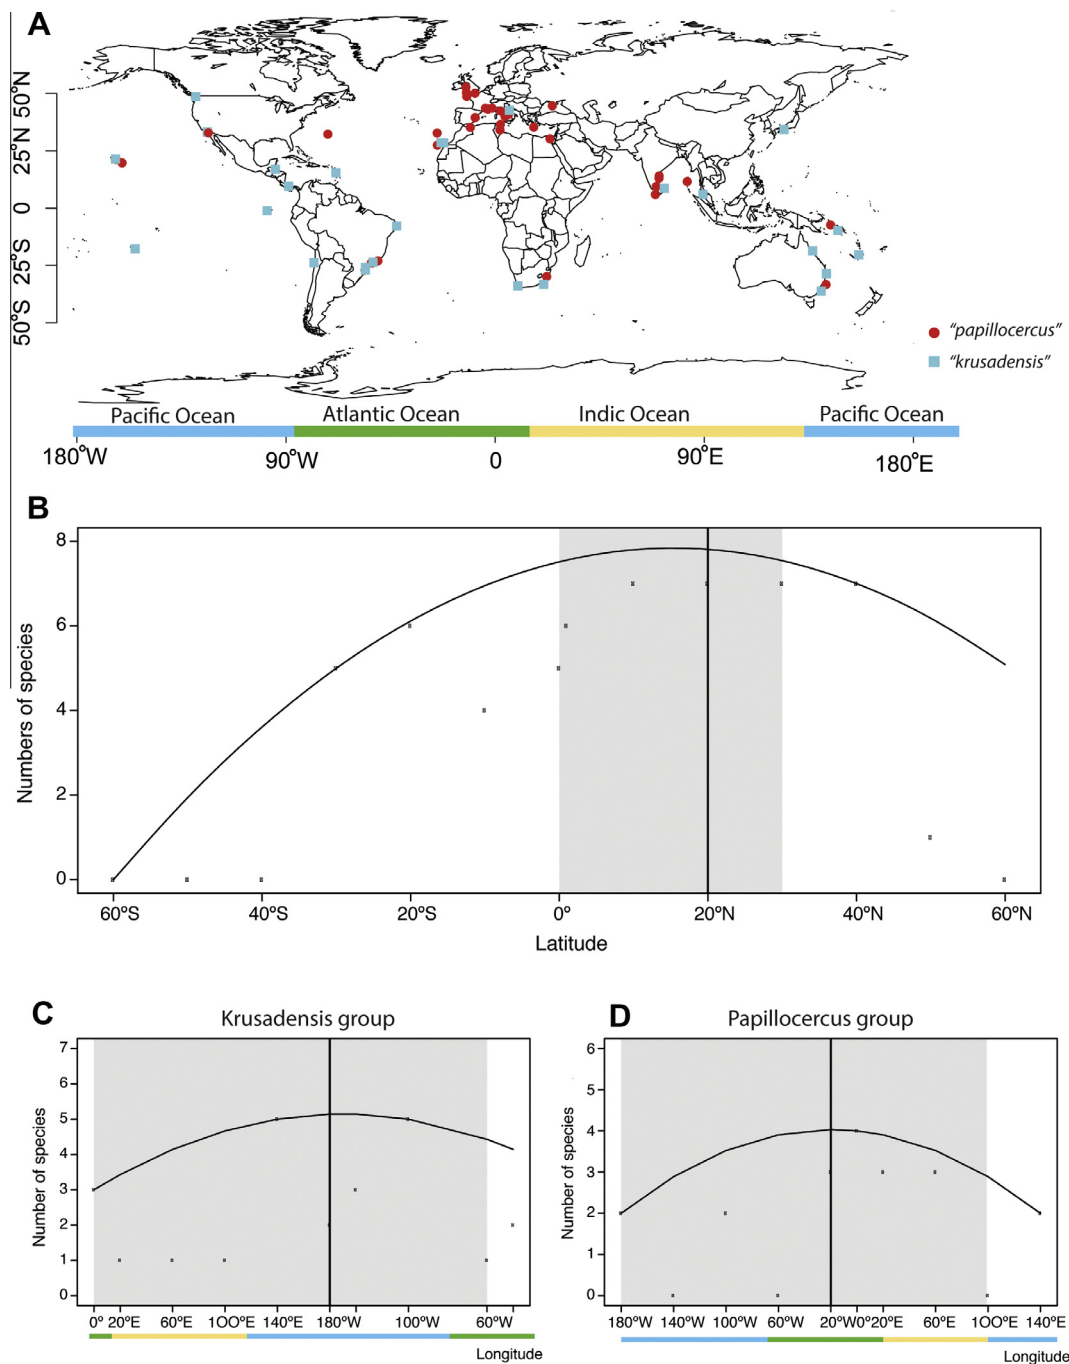 A
50°N
25°N
0
25°S
50°S
“papillocercus”
“krusadensis”
Pacific Ocean
Atlantic Ocean
Indic Ocean
Pacific Ocean
180°W
90°W
0
90°E
180°E
B
Numbers of species
8
6
4
2
0
60°S
40°S
20°S
0°
20°N
40°N
60°N
Latitude
C
Krusadensis group
Number of species
7
6
5
4
3
2
1
0
0°
20°E
60°E
100°E
140°E
180°W
100°W
60°W
Longitude
D
Papillocercus group
Number of species
6
5
4
3
2
1
0
180°W
140°W
100°W
60°W
20°W
0°
20°E
60°E
100°E
140°E
Longitude